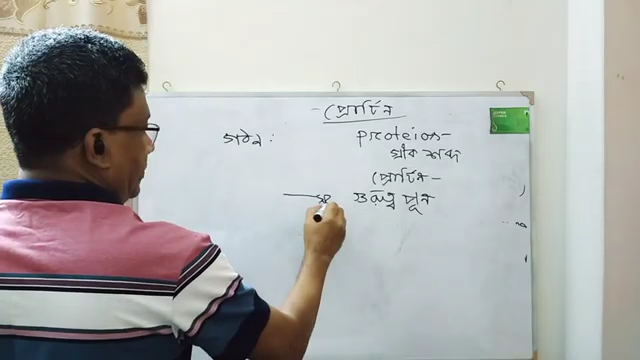 প্রোটিন
গঠন :
proteios-
গ্রীক শব্দ
প্রোটিন-
গুরুত্ব পূন